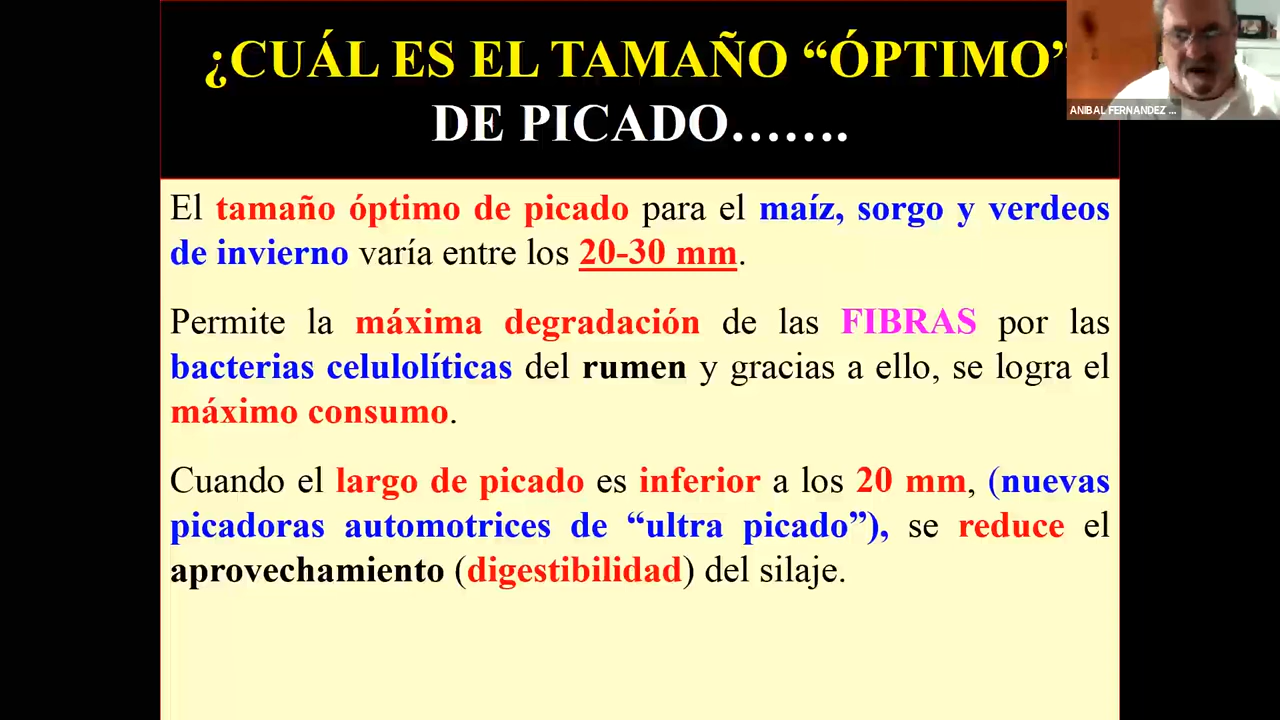 ¿CUÁL ES EL TAMAÑO “ÓPTIMO”
DE PICADO…….
ANIBAL FERNANDEZ ...
El tamaño óptimo de picado para el maíz, sorgo y verdeos
de invierno varía entre los 20-30 mm.
Permite la máxima degradación de las FIBRAS por las
bacterias celulolíticas del rumen y gracias a ello, se logra el
máximo consumo.
Cuando el largo de picado es inferior a los 20 mm, (nuevas
picadoras automotrices de “ultra picado”), se reduce el
aprovechamiento (digestibilidad) del silaje.